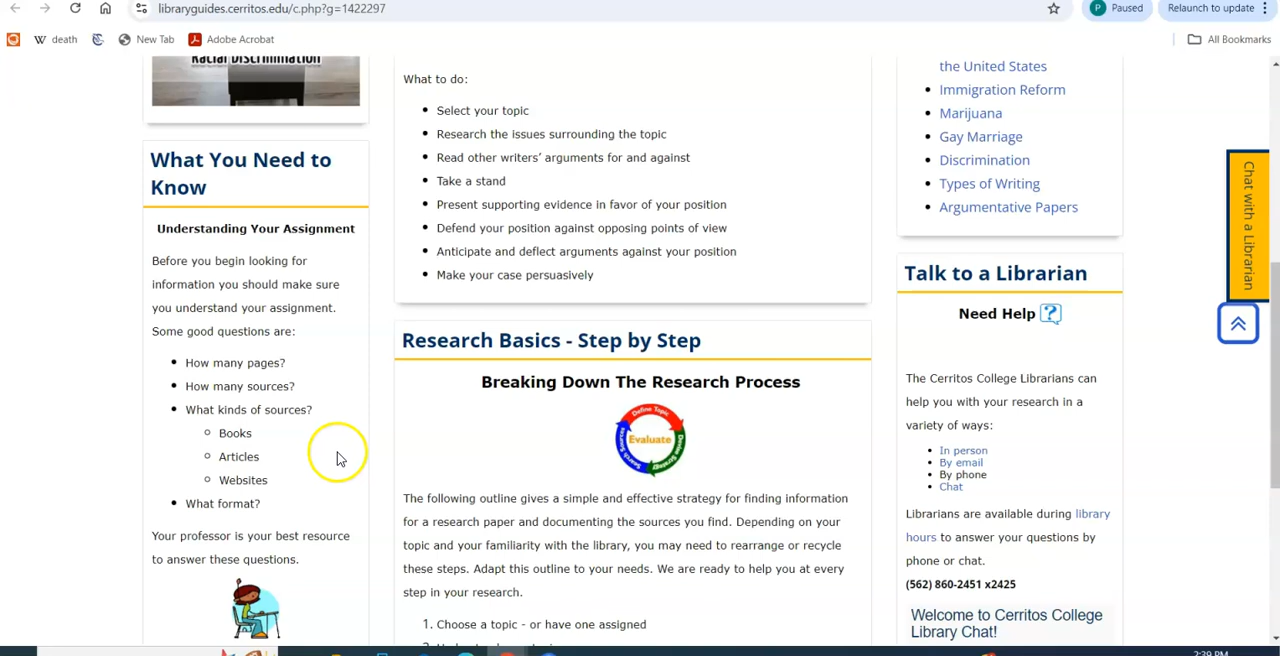 libraryguides.cerritos.edu/c.php?g=1422297
P Paused
Relaunch to update
W death
New Tab
Adobe Acrobat
All Bookmarks
Racial Discrimination
What You Need to
Know
Understanding Your Assignment
Before you begin looking for
information you should make sure
you understand your assignment.
Some good questions are:
How many pages?
How many sources?
What kinds of sources?
Books
Articles
Websites
What format?
Your professor is your best resource
to answer these questions.
What to do:
Select your topic
Research the issues surrounding the topic
Read other writers’ arguments for and against
Take a stand
Present supporting evidence in favor of your position
Defend your position against opposing points of view
Anticipate and deflect arguments against your position
Make your case persuasively
Research Basics - Step by Step
Breaking Down The Research Process
Define Topic
Evaluate
The following outline gives a simple and effective strategy for finding information
for a research paper and documenting the sources you find. Depending on your
topic and your familiarity with the library, you may need to rearrange or recycle
these steps. Adapt this outline to your needs. We are ready to help you at every
step in your research.
1. Choose a topic - or have one assigned
the United States
Immigration Reform
Marijuana
Gay Marriage
Discrimination
Types of Writing
Argumentative Papers
Talk to a Librarian
Need Help ?
The Cerritos College Librarians can
help you with your research in a
variety of ways:
In person
By email
By phone
Chat
Librarians are available during library
hours to answer your questions by
phone or chat.
(562) 860-2451 x2425
Welcome to Cerritos College
Library Chat!
Chat with a Librarian
2:39 PM